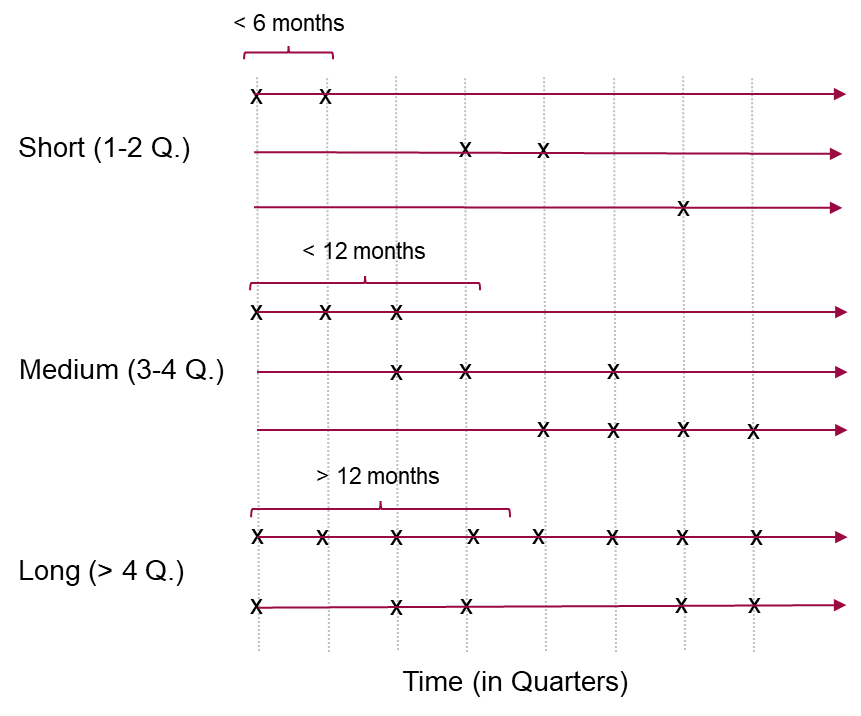 < 6 months
x x
Short (1-2 Q.)
x x
x
< 12 months
x x x
Medium (3-4 Q.)
x x x
x x x x
> 12 months
x x x x x x x x
Long (> 4 Q.)
x x x x x
Time (in Quarters)